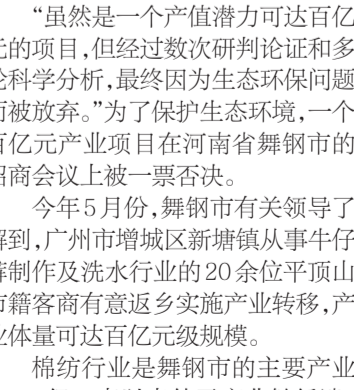 “虽然是一个产值潜力可达百亿
元的项目,但经过数次研判论证和多
轮科学分析,最终因为生态环保问题
而被放弃。”为了保护生态环境,一个
百亿元产业项目在河南省舞钢市的
招商会议上被一票否决。
今年5月份,舞钢市有关领导了
解到,广州市增城区新塘镇从事牛仔
裤制作及洗水行业的20余位平顶山
市籍客商有意返乡实施产业转移,产
业体量可达百亿元级规模。
棉纺行业是舞钢市的主要产业